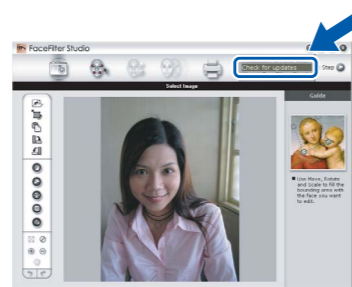 FaceFilter Studio
Check for updates
Step
Select Image
Guide
Use Move, Rotate
and Scale to fill the
bounding arms with
the face you want
to edit.